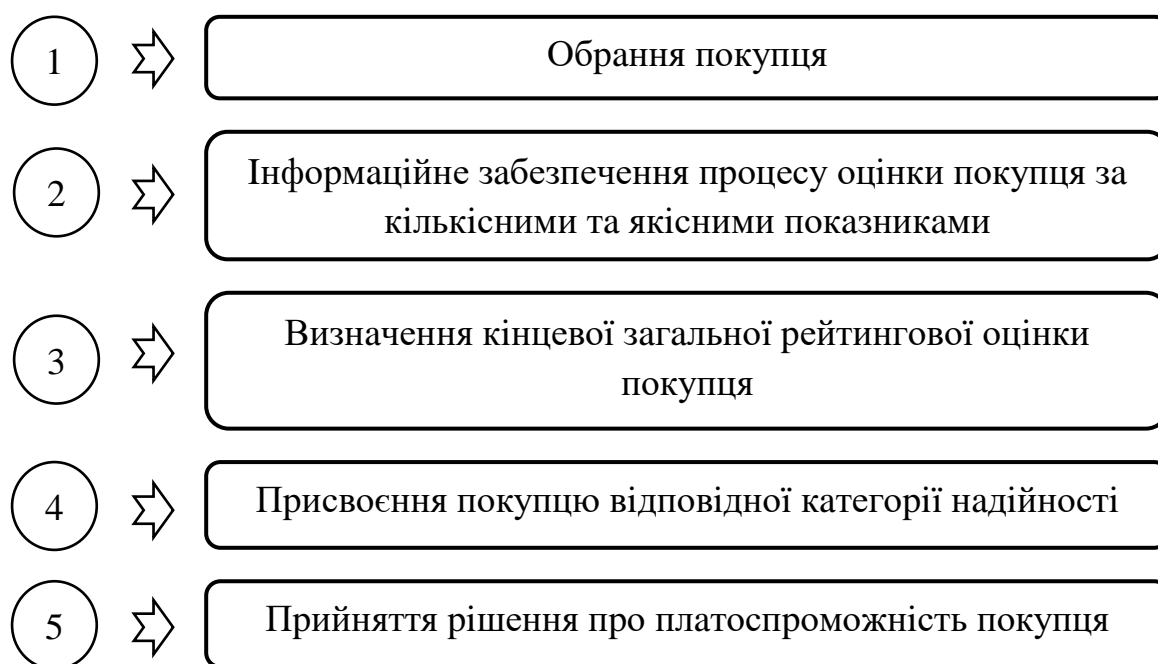 1
Обрання покупця
2
Інформаційне забезпечення процесу оцінки покупця за
кількісними та якісними показниками
3
Визначення кінцевої загальної рейтингової оцінки
покупця
4
Присвоєння покупцю відповідної категорії надійності
5
Прийняття рішення про платоспроможність покупця